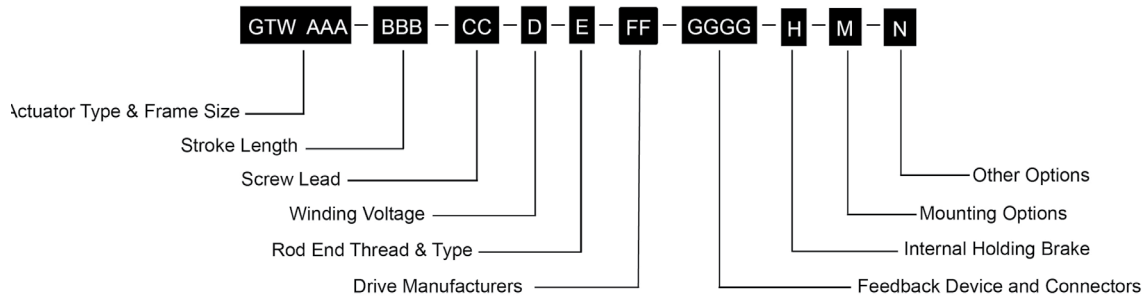 GTW AAA - BBB - CC - D - E - FF - GGGG - H - M - N
Actuator Type & Frame Size
Stroke Length
Screw Lead
Other Options
Winding Voltage
Mounting Options
Rod End Thread & Type
Internal Holding Brake
Drive Manufacturers
Feedback Device and Connectors